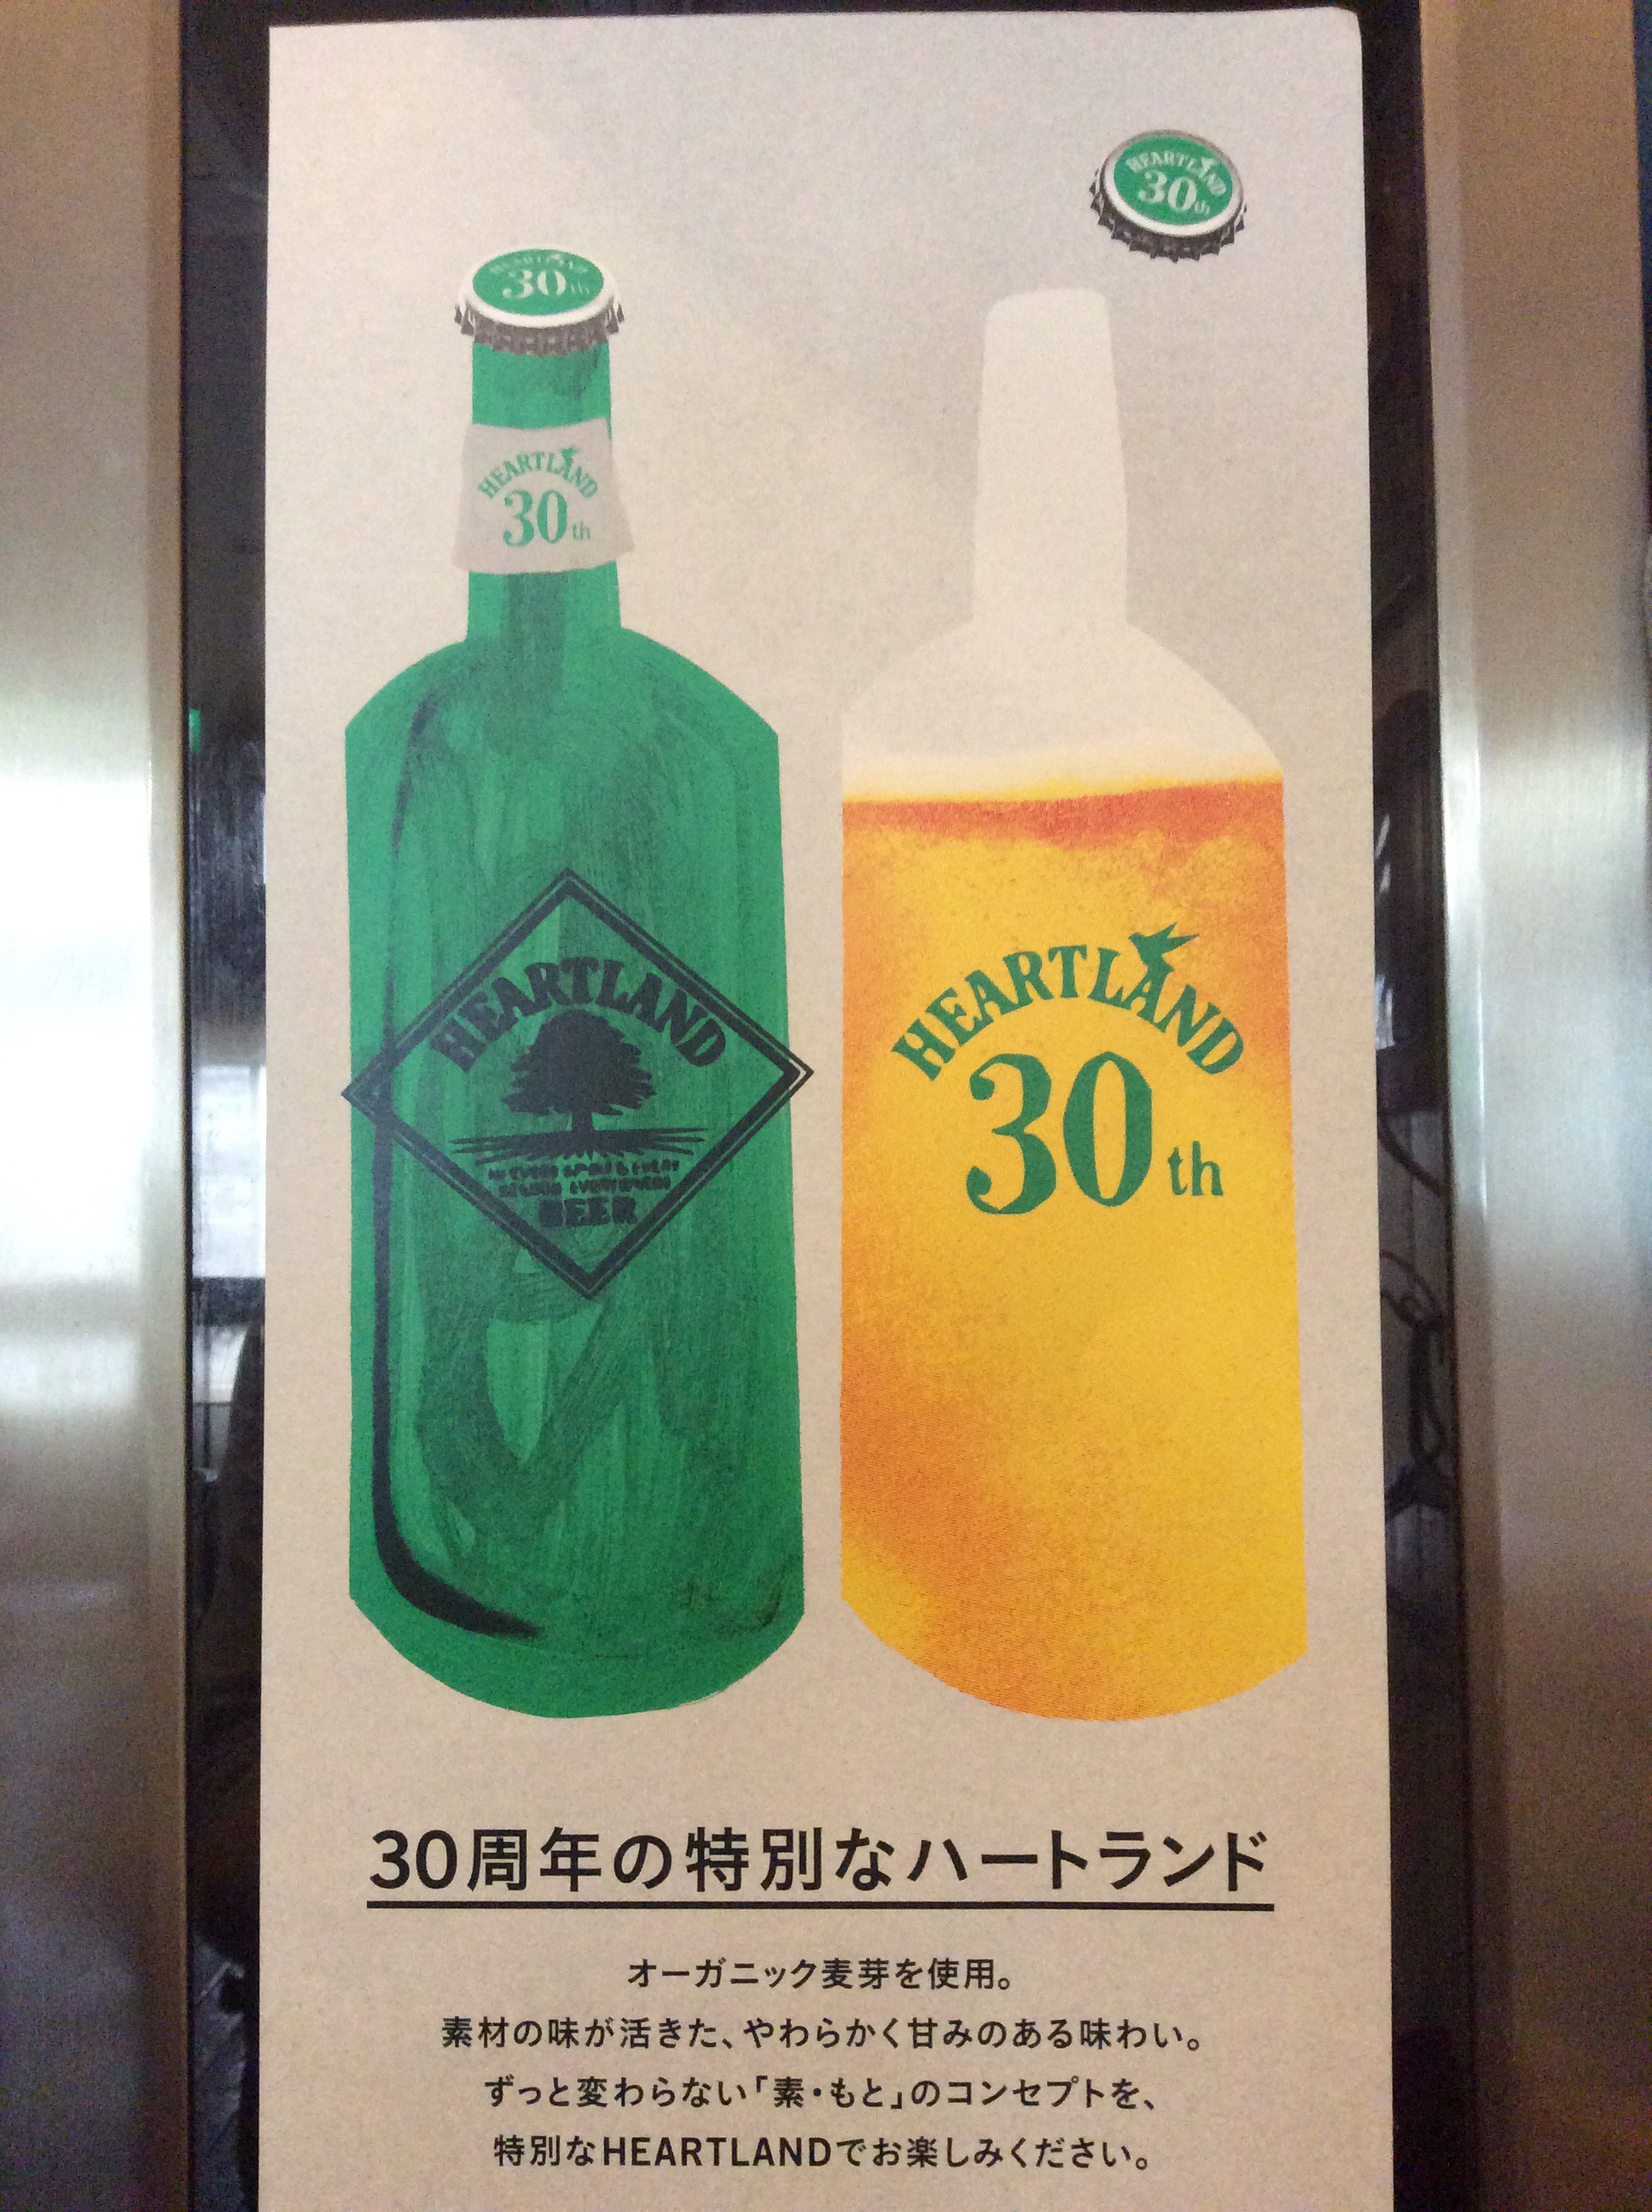 HEARTLAND
30th
HEARTLAND
30th
HEARTLAND
30th
HEARTLAND
BEER
HEARTLAND
30th
30周年の特別なハートランド
オーガニック麦芽を使用。
素材の味が活きた、やわらかく甘みのある味わい。
ずっと変わらない「素・もと」のコンセプトを、
特別なHEARTLANDでお楽しみください。